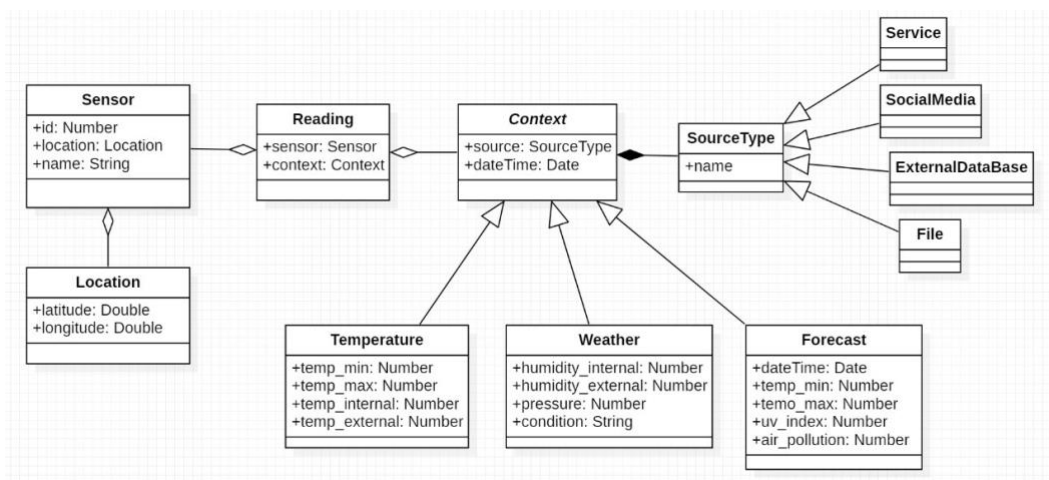 Service
SocialMedia
Sensor
+id: Number
+location: Location
+name: String
Reading
+sensor: Sensor
+context: Context
Context
+source: SourceType
+dateTime: Date
SourceType
+name
ExternalDataBase
File
Location
+latitude: Double
+longitude: Double
Temperature
+temp_min: Number
+temp_max: Number
+temp_internal: Number
+temp_external: Number
Weather
+humidity_internal: Number
+humidity_external: Number
+pressure: Number
+condition: String
Forecast
+dateTime: Date
+temp_min: Number
+temo_max: Number
+uv_index: Number
+air_pollution: Number